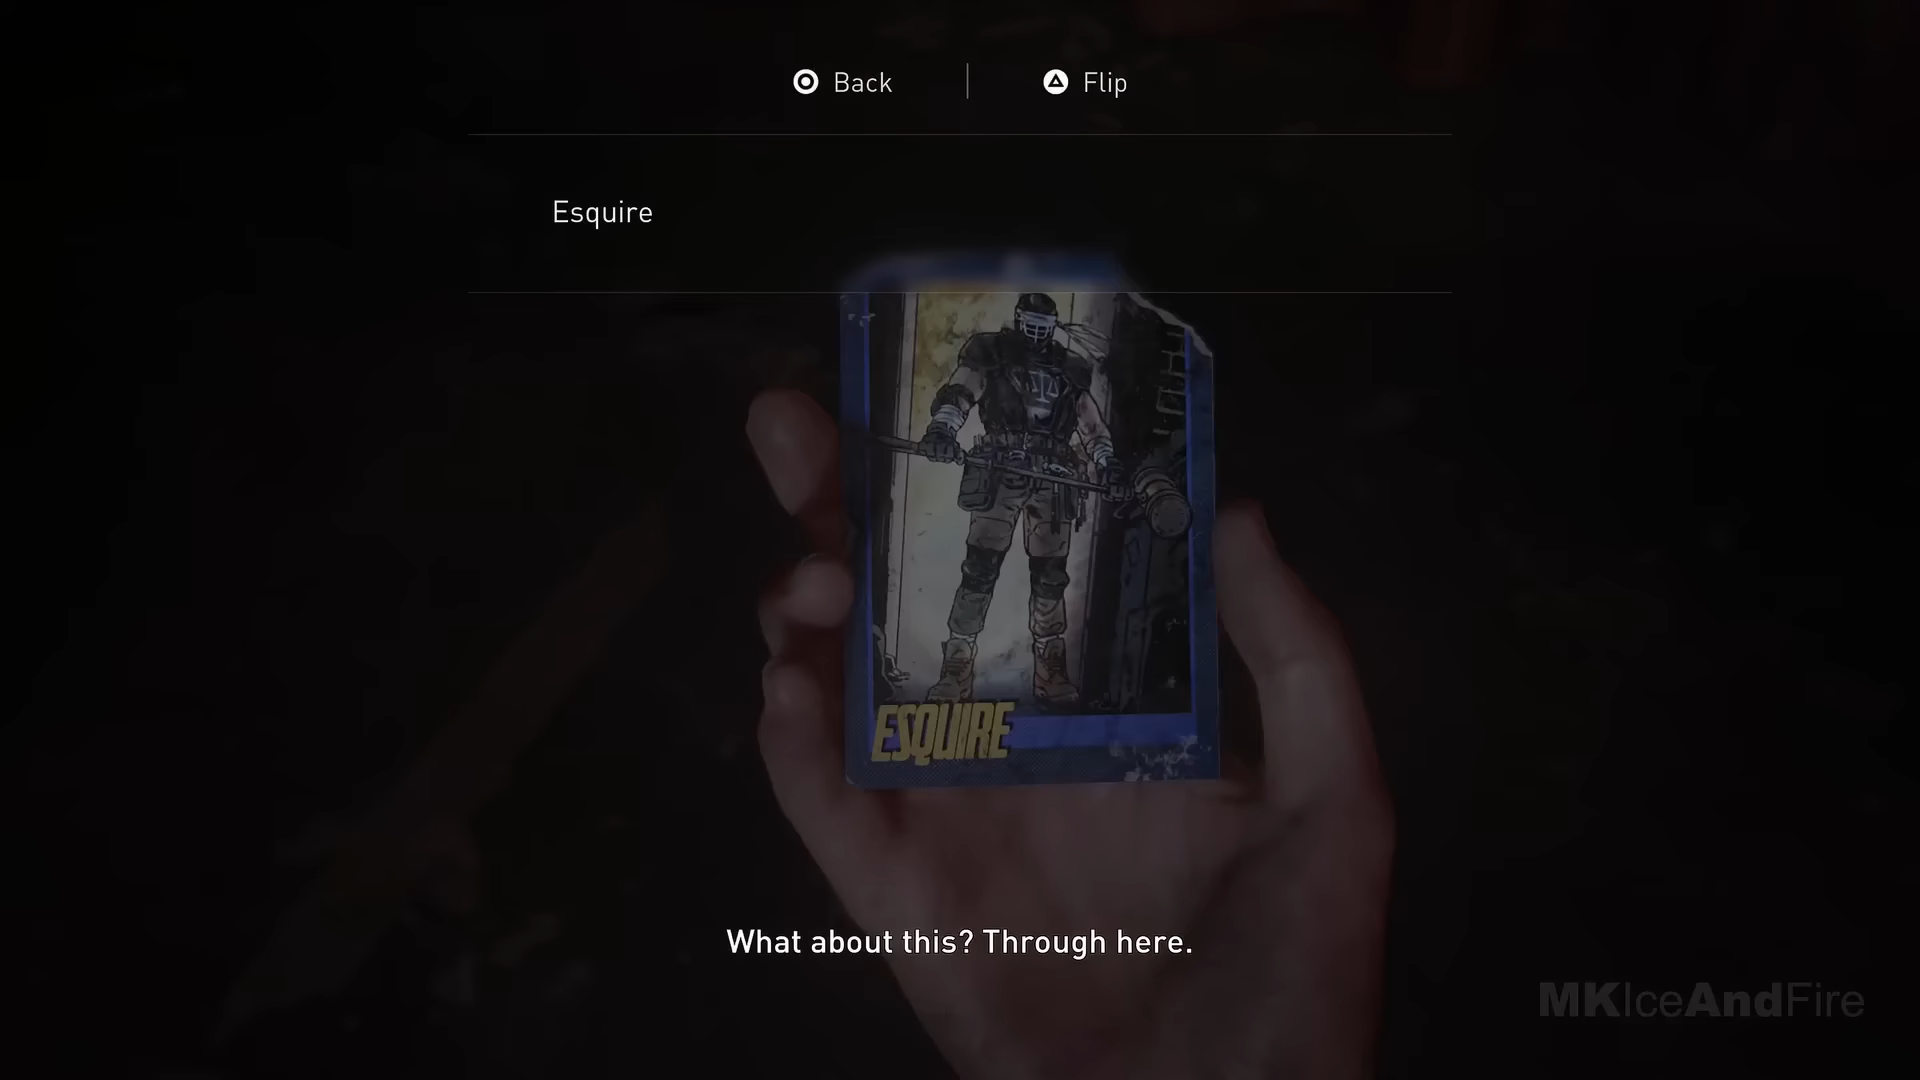 Back
Flip
Esquire
ESQUIRE
What about this? Through here.
MKIceAndFire